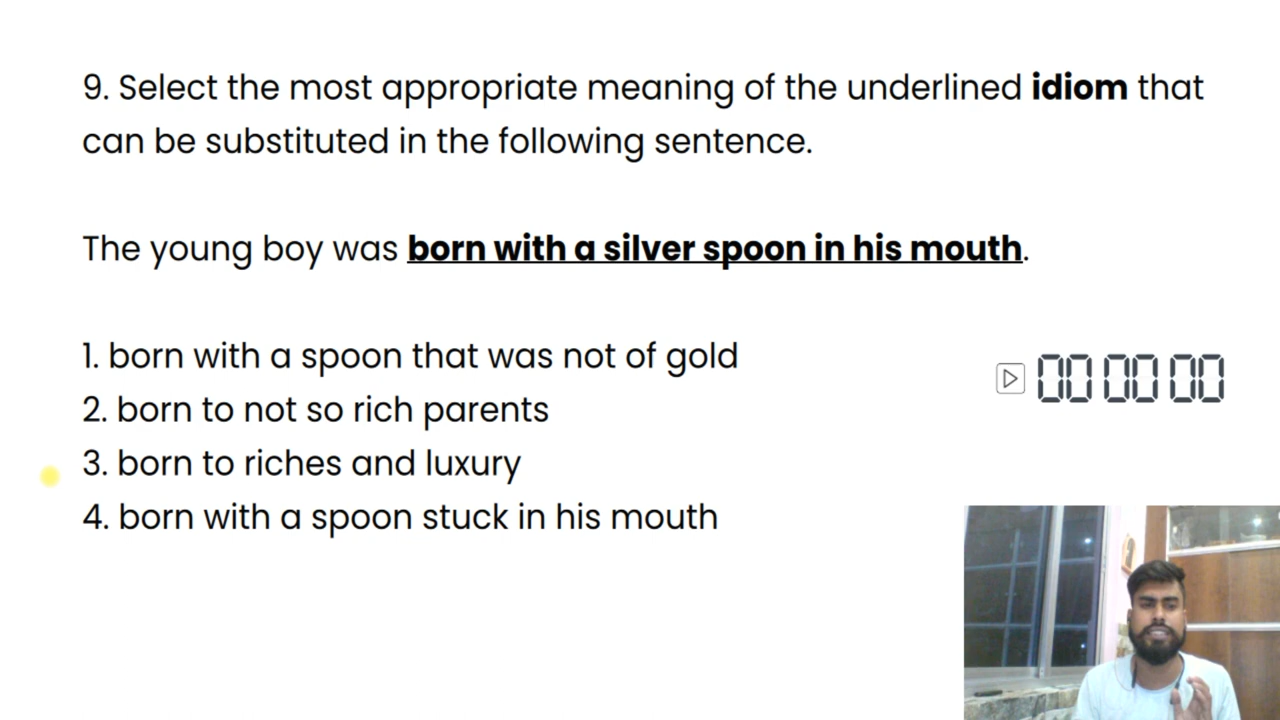 9. Select the most appropriate meaning of the underlined idiom that
can be substituted in the following sentence.
The young boy was born with a silver spoon in his mouth.
1. born with a spoon that was not of gold
2. born to not so rich parents
3. born to riches and luxury
4. born with a spoon stuck in his mouth
00 00 00